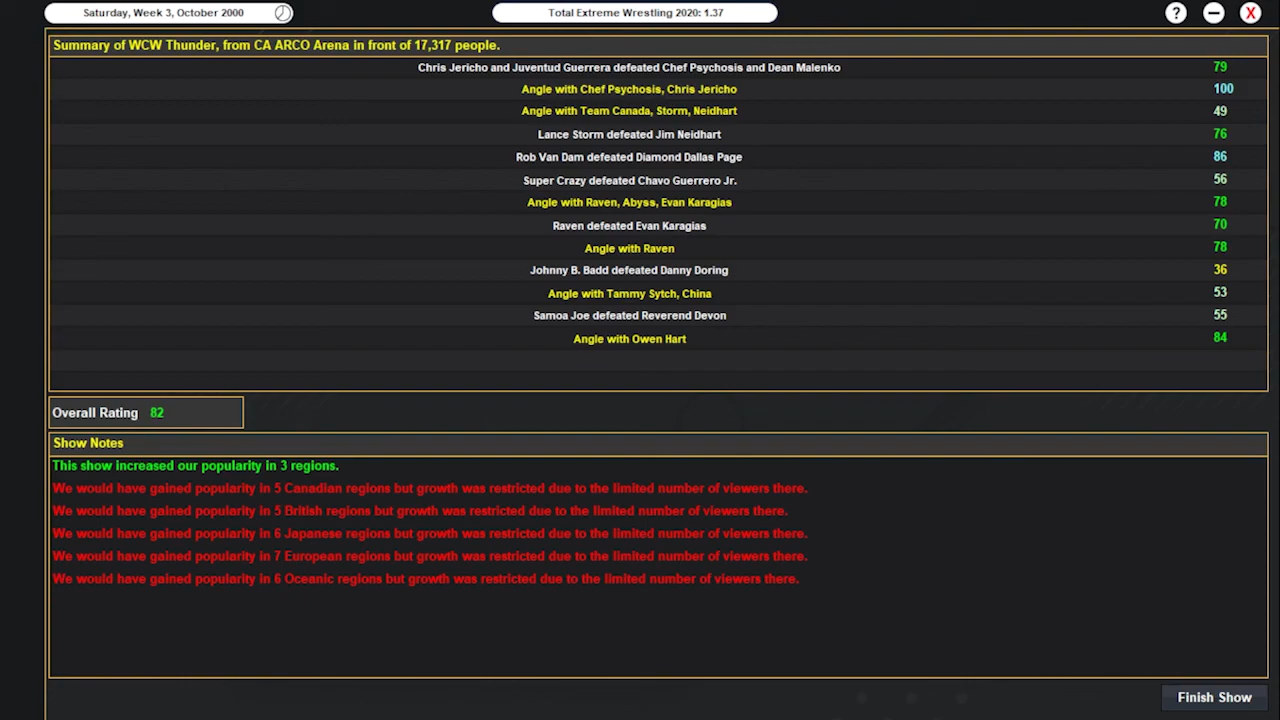 Saturday, Week 3, October 2000
Total Extreme Wrestling 2020: 1.37
? X
Summary of WCW Thunder, from CA ARCO Arena in front of 17,317 people.
Chris Jericho and Juventud Guerrera defeated Chef Psychosis and Dean Malenko 79
Angle with Chef Psychosis, Chris Jericho 100
Angle with Team Canada, Storm, Neidhart 49
Lance Storm defeated Jim Neidhart 76
Rob Van Dam defeated Diamond Dallas Page 86
Super Crazy defeated Chavo Guerrero Jr. 56
Angle with Raven, Abyss, Evan Karagias 78
Raven defeated Evan Karagias 70
Angle with Raven 78
Johnny B. Badd defeated Danny Doring 36
Angle with Tammy Sytch, China 53
Samoa Joe defeated Reverend Devon 55
Angle with Owen Hart 84
Overall Rating 82
Show Notes
This show increased our popularity in 3 regions.
We would have gained popularity in 5 Canadian regions but growth was restricted due to the limited number of viewers there.
We would have gained popularity in 5 British regions but growth was restricted due to the limited number of viewers there.
We would have gained popularity in 6 Japanese regions but growth was restricted due to the limited number of viewers there.
We would have gained popularity in 7 European regions but growth was restricted due to the limited number of viewers there.
We would have gained popularity in 6 Oceanic regions but growth was restricted due to the limited number of viewers there.
Finish Show